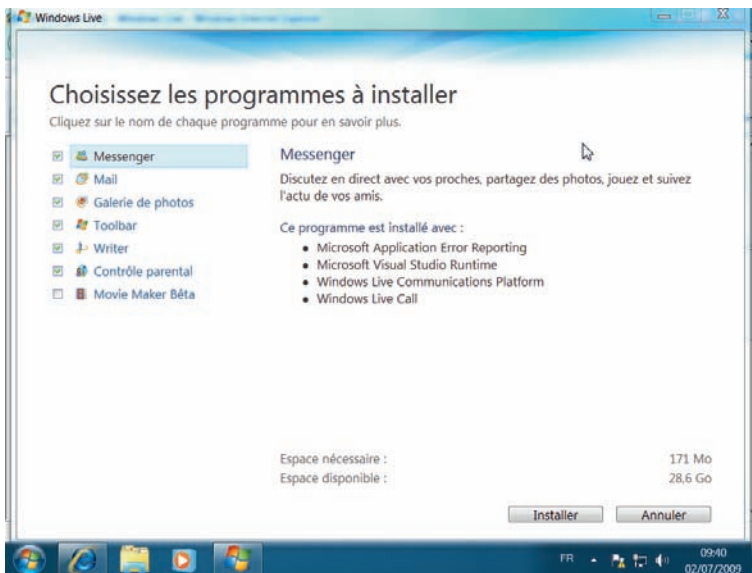 Windows Live
Choisissez les programmes à installer
Cliquez sur le nom de chaque programme pour en savoir plus.
Messenger
Mail
Galerie de photos
Toolbar
Writer
Contrôle parental
Movie Maker Bêta
Messenger
Discutez en direct avec vos proches, partagez des photos, jouez et suivez
l'actu de vos amis.
Ce programme est installé avec :
• Microsoft Application Error Reporting
• Microsoft Visual Studio Runtime
• Windows Live Communications Platform
• Windows Live Call
Espace nécessaire : 171 Mo
Espace disponible : 28,6 Go
Installer Annuler
FR 09:40
02/07/2009